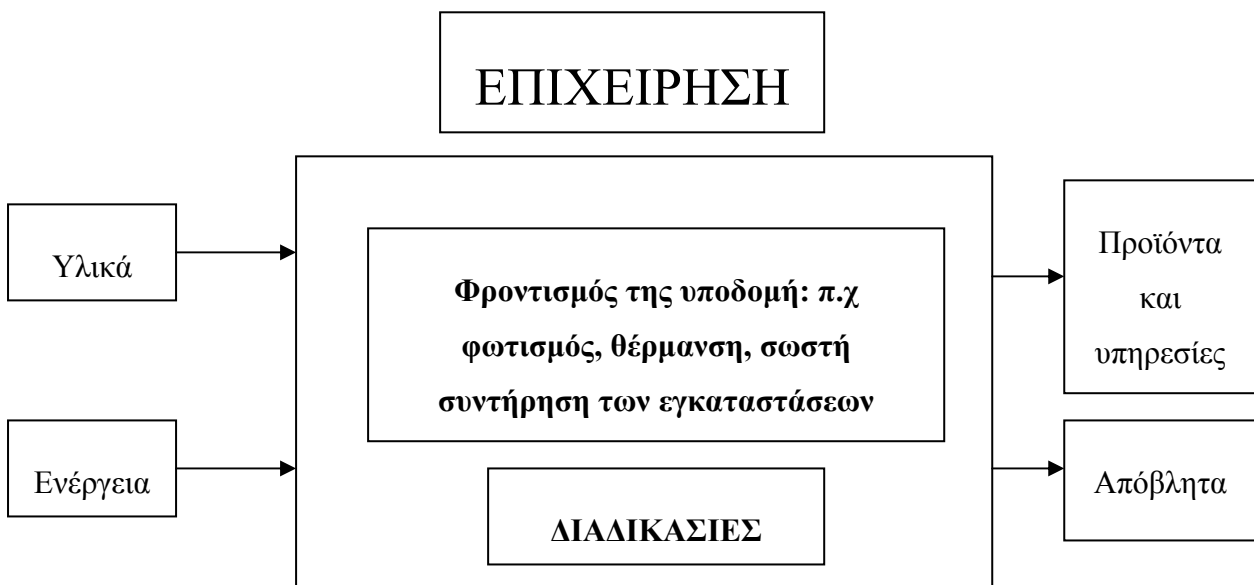 ΕΠΙΧΕΙΡΗΣΗ
Υλικά
Ενέργεια
Φροντισμός της υποδομή: π.χ
φωτισμός, θέρμανση, σωστή
συντήρηση των εγκαταστάσεων
ΔΙΑΔΙΚΑΣΙΕΣ
Προϊόντα
και
υπηρεσίες
Απόβλητα